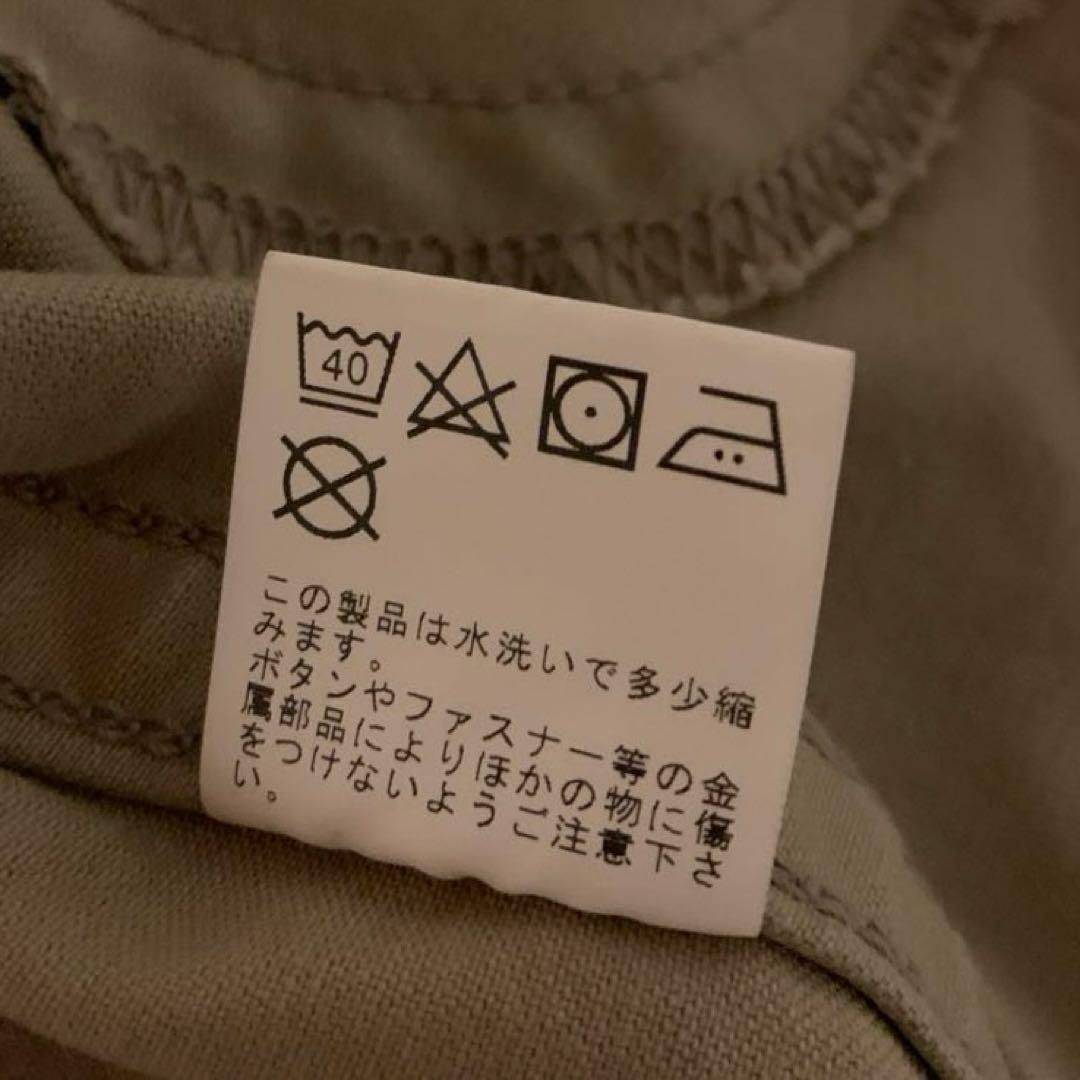 40
この製品は水洗いで多少縮
みます。
ボタンやファスナー等の金
属部品によりほかの物に傷
をつけないようご注意下さ
い。